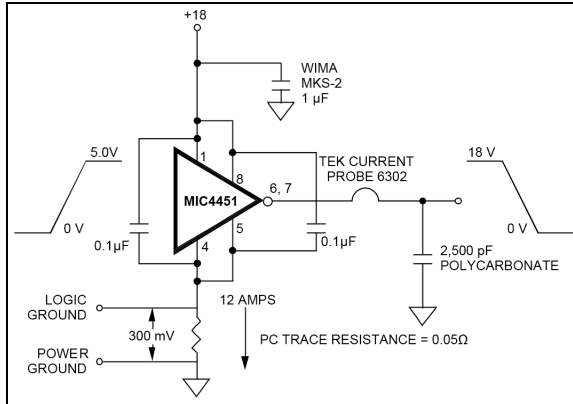 +18
WIMA
MKS-2
1 µF
5.0V
0 V
1
8
MIC4451
6, 7
4
5
0.1µF
0.1µF
TEK CURRENT
PROBE 6302
18 V
0 V
2,500 pF
POLYCARBONATE
LOGIC
GROUND
300 mV
POWER
GROUND
12 AMPS
PC TRACE RESISTANCE = 0.05Ω